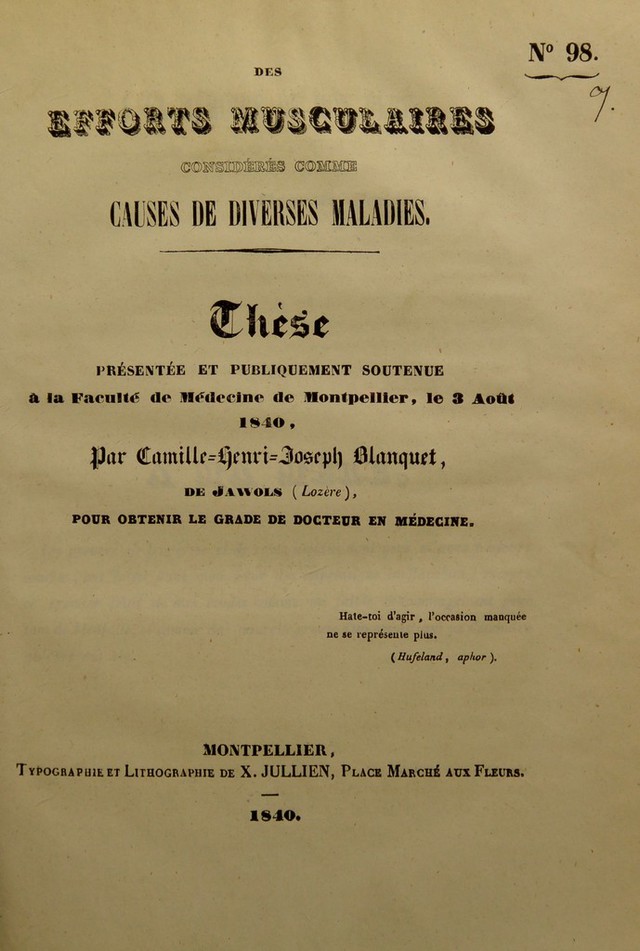 N° 98.
7.
DES
EFFORTS MUSCULAIRES
CONSIDÉRÉS COMME
CAUSES DE DIVERSES MALADIES.
Thèse
PRÉSENTÉE ET PUBLIQUEMENT SOUTENUE
à la Faculté de Médecine de Montpellier, le 3 Août
1840,
Par Camille=Henri=Joseph Blanquet,
DE JAVOLS (Lozère),
POUR OBTENIR LE GRADE DE DOCTEUR EN MÉDECINE.
Hate-toi d'agir, l'occasion manquée
ne se représente plus.
(Hufeland, aphor).
MONTPELLIER,
TYPOGRAPHIE ET LITHOGRAPHIE DE X. JULLIEN, PLACE MARCHÉ AUX FLEURS.
1840.